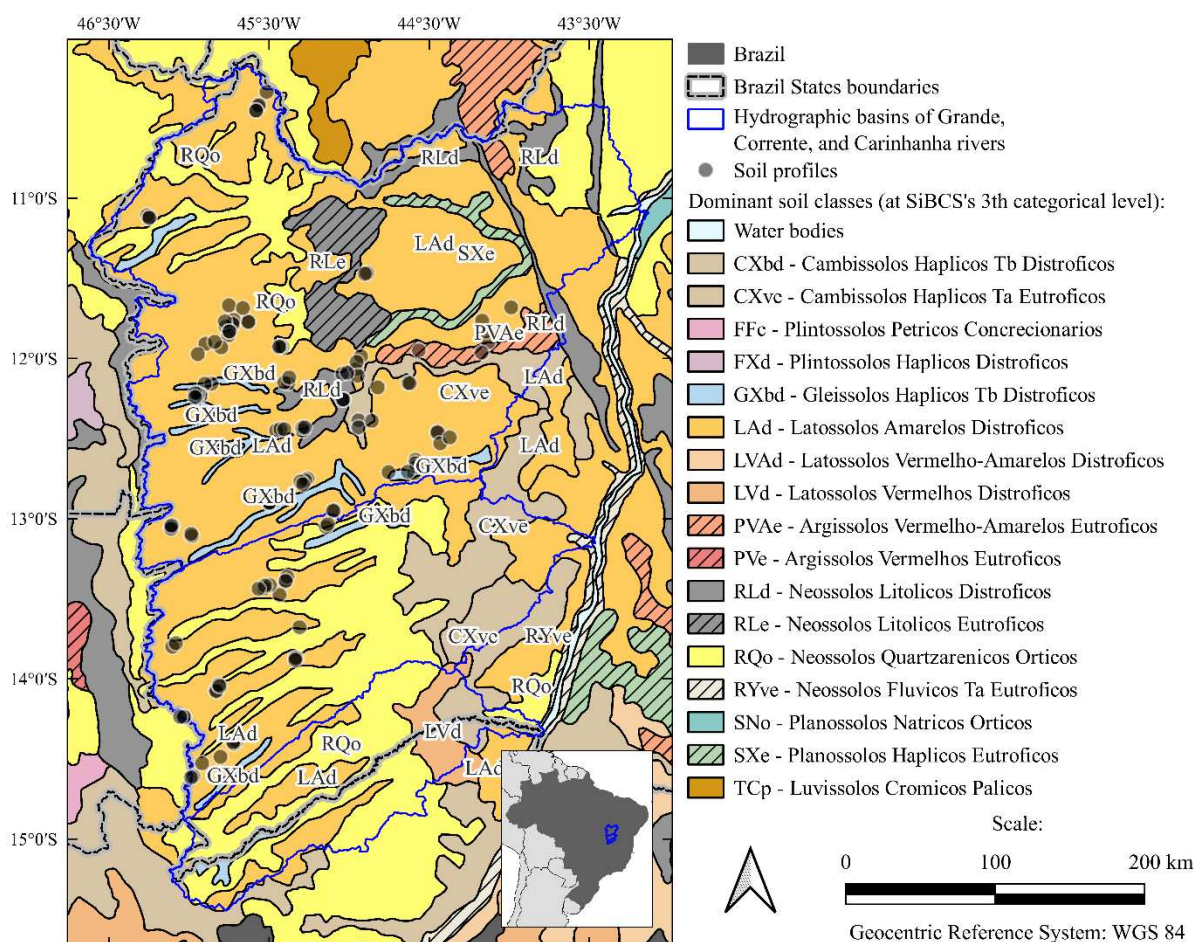 46°30'W 45°30'W 44°30'W 43°30'W
11°0'S
12°0'S
13°0'S
14°0'S
15°0'S
RQo
RLd
RLd
LAd
SXe
RLe
RQo
PVAe
RLd
GXbd
RLd
LAd
CXve
GXbd
GXbd
LAd
LAd
GXbd
GXbd
GXbd
CXve
CXve
RYve
RQo
LAd
LVd
RQo
GXbd
LAd
LAd
Brazil
Brazil States boundaries
Hydrographic basins of Grande,
Corrente, and Carinhanha rivers
Soil profiles
Dominant soil classes (at SiBCS's 3th categorical level):
Water bodies
CXbd - Cambissolos Haplicos Tb Distroficos
CXve - Cambissolos Haplicos Ta Eutroficos
FFc - Plintossolos Petricos Concrecionarios
FXd - Plintossolos Haplicos Distroficos
GXbd - Gleissolos Haplicos Tb Distroficos
LAd - Latossolos Amarelos Distroficos
LVAd - Latossolos Vermelho-Amarelos Distroficos
LVd - Latossolos Vermelhos Distroficos
PVAe - Argissolos Vermelho-Amarelos Eutroficos
PVe - Argissolos Vermelhos Eutroficos
RLd - Neossolos Litolicos Distroficos
RLe - Neossolos Litolicos Eutroficos
RQo - Neossolos Quartzarenicos Orticos
RYve - Neossolos Fluvicos Ta Eutroficos
SNo - Planossolos Natricos Orticos
SXe - Planossolos Haplicos Eutroficos
TCp - Luvissolos Cromicos Palicos
Scale:
0 100 200 km
Geocentric Reference System: WGS 84